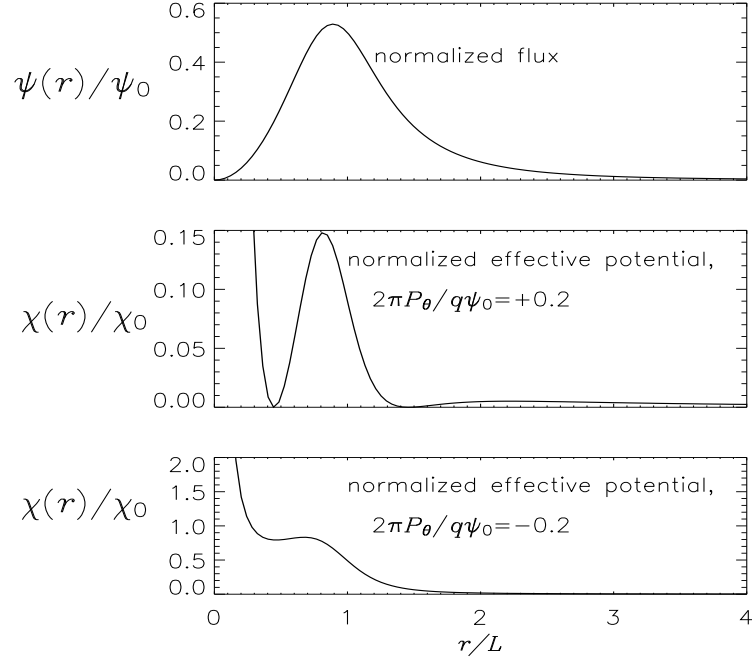 0.6
0.4
0.2
0.0
ψ(r)/ψ₀
normalized flux
0.15
0.10
0.05
0.00
χ(r)/χ₀
normalized effective potential,
2πP_θ/qψ₀=+0.2
2.0
1.5
1.0
0.5
0.0
χ(r)/χ₀
normalized effective potential,
2πP_θ/qψ₀=−0.2
0 1 2 3 4
r/L